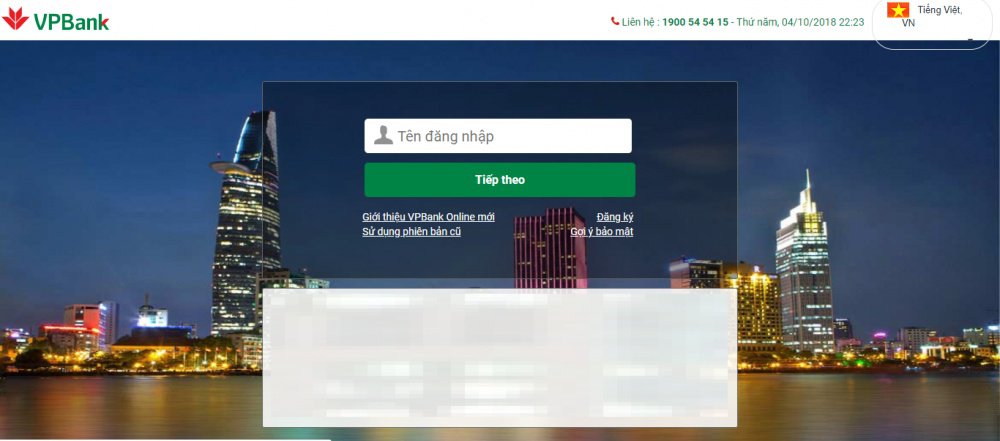 VPBank
Liên hệ : 1900 54 54 15 - Thứ năm, 04/10/2018 22:23
Tiếng Việt,
VN
Tên đăng nhập
Tiếp theo
Giới thiệu VPBank Online mới
Đăng ký
Sử dụng phiên bản cũ
Gợi ý bảo mật